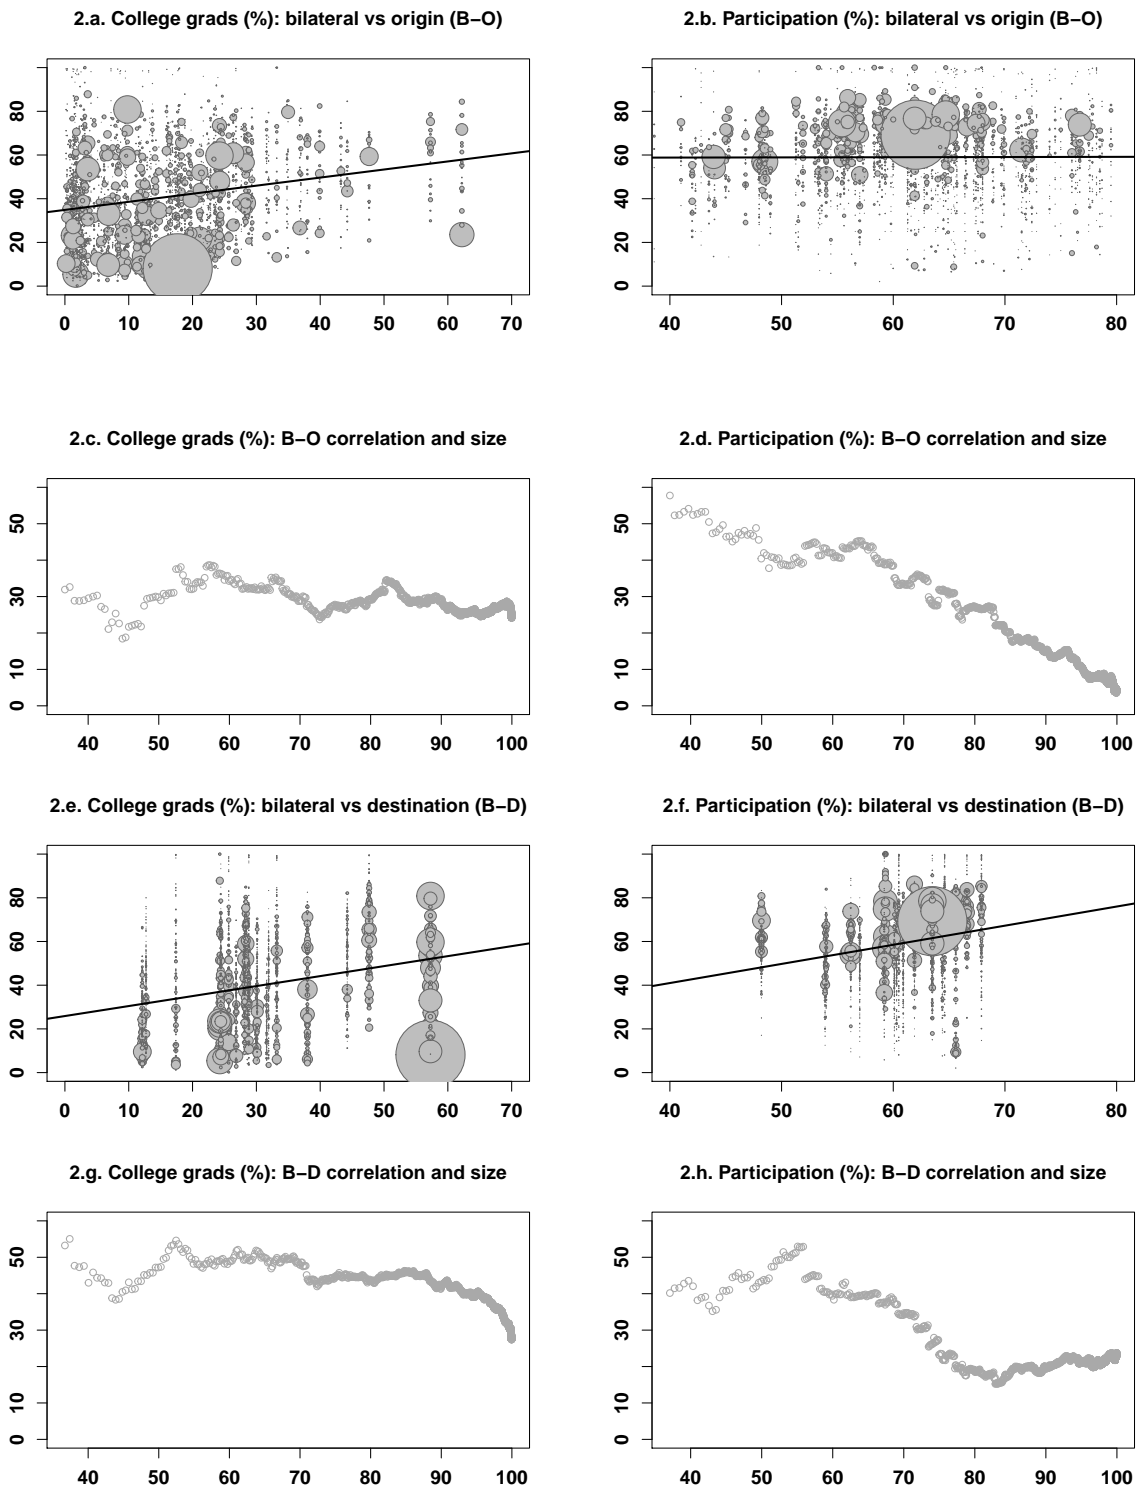 2.a. College grads (%): bilateral vs origin (B−O)
2.b. Participation (%): bilateral vs origin (B−O)
0 20 40 60 80
0 10 20 30 40 50 60 70
0 20 40 60 80
40 50 60 70 80
2.c. College grads (%): B−O correlation and size
2.d. Participation (%): B−O correlation and size
0 10 30 50
40 50 60 70 80 90 100
0 10 30 50
40 50 60 70 80 90 100
2.e. College grads (%): bilateral vs destination (B−D)
2.f. Participation (%): bilateral vs destination (B−D)
0 20 40 60 80
0 10 20 30 40 50 60 70
0 20 40 60 80
40 50 60 70 80
2.g. College grads (%): B−D correlation and size
2.h. Participation (%): B−D correlation and size
0 10 30 50
40 50 60 70 80 90 100
0 10 30 50
40 50 60 70 80 90 100